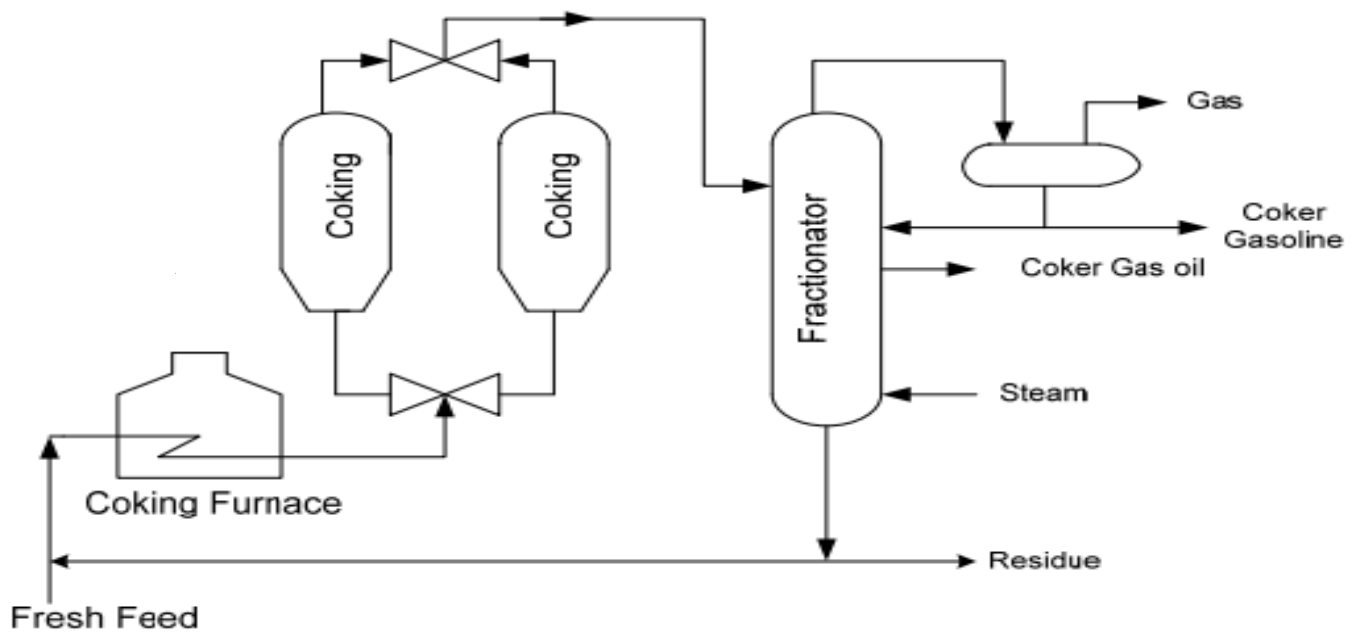 Gas
Coking
Coking
Fractionator
Coker
Gasoline
Coker Gas oil
Steam
Coking Furnace
Residue
Fresh Feed